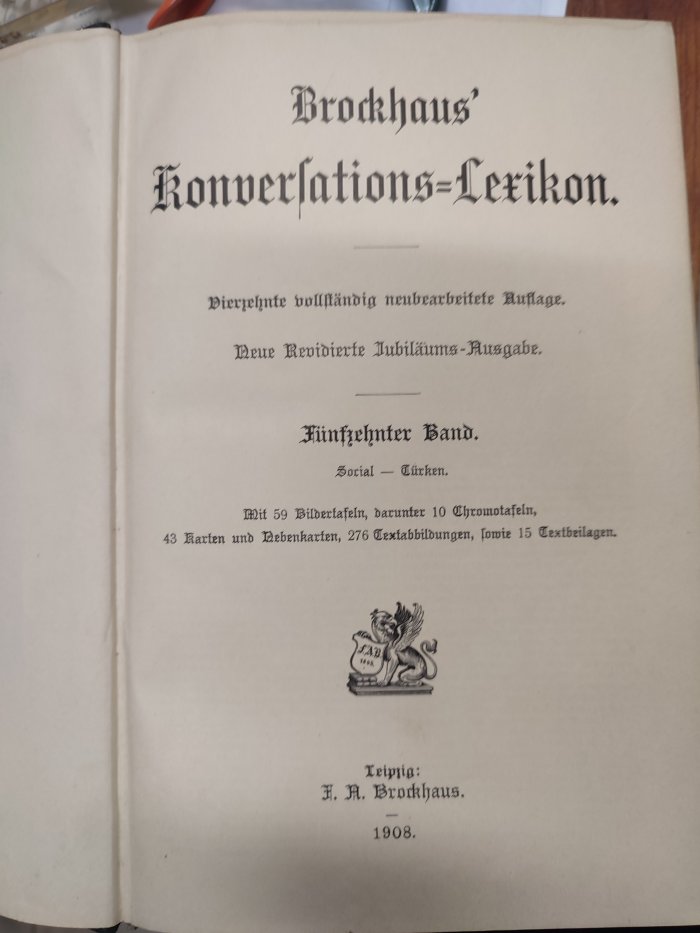 Brockhaus’
Konverſations=Lexikon.
Vierzehnte vollſtändig neubearbeitete Auflage.
Neue Revidierte Jubiläums-Ausgabe.
Fünfzehnter Band.
Social — Türken.
Mit 59 Bildertafeln, darunter 10 Chromotafeln,
43 Karten und Nebenkarten, 276 Textabbildungen, ſowie 15 Textbeilagen.
F.A.B
Leipzig:
F. A. Brockhaus.
1908.